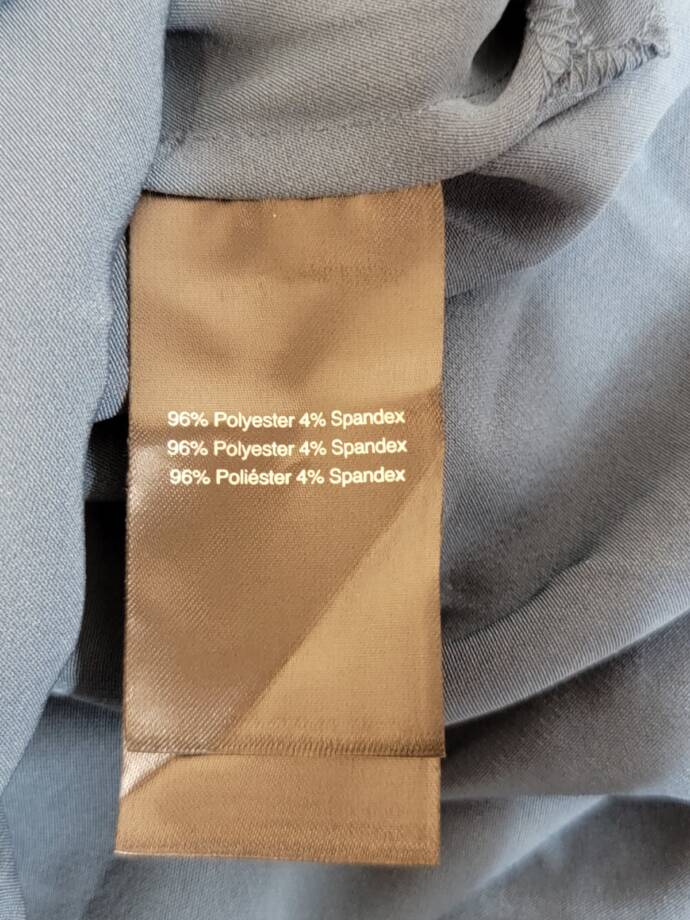 96% Polyester 4% Spandex
96% Polyester 4% Spandex
96% Poliéster 4% Spandex